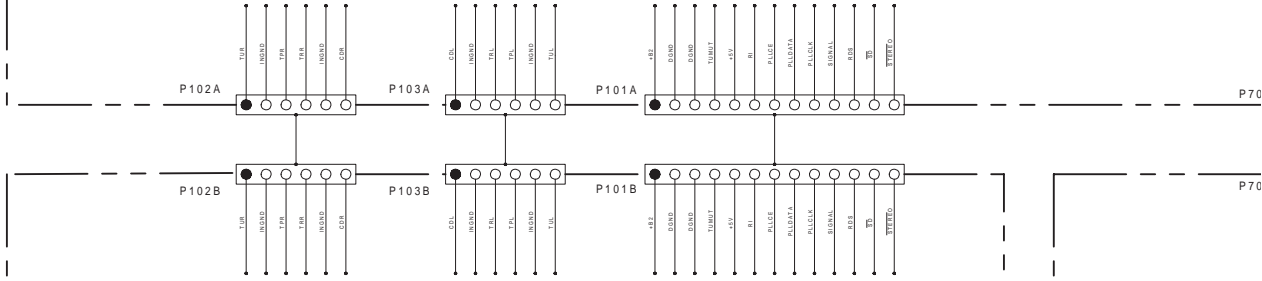 TUR
INGND
TPR
TRR
INGND
CDR
CDL
INGND
TRL
TPL
INGND
TUL
+B2
DGND
DGND
TUMUT
+5V
RI
PLLCE
PLLDATA
PLLCLK
SIGNAL
RDS
SD
STEREO
P102A
P103A
P101A
P70
P102B
P103B
P101B
P70
TUR
INGND
TPR
TRR
INGND
CDR
CDL
INGND
TRL
TPL
INGND
TUL
+B2
DGND
DGND
TUMUT
+5V
RI
PLLCE
PLLDATA
PLLCLK
SIGNAL
RDS
SD
STEREO